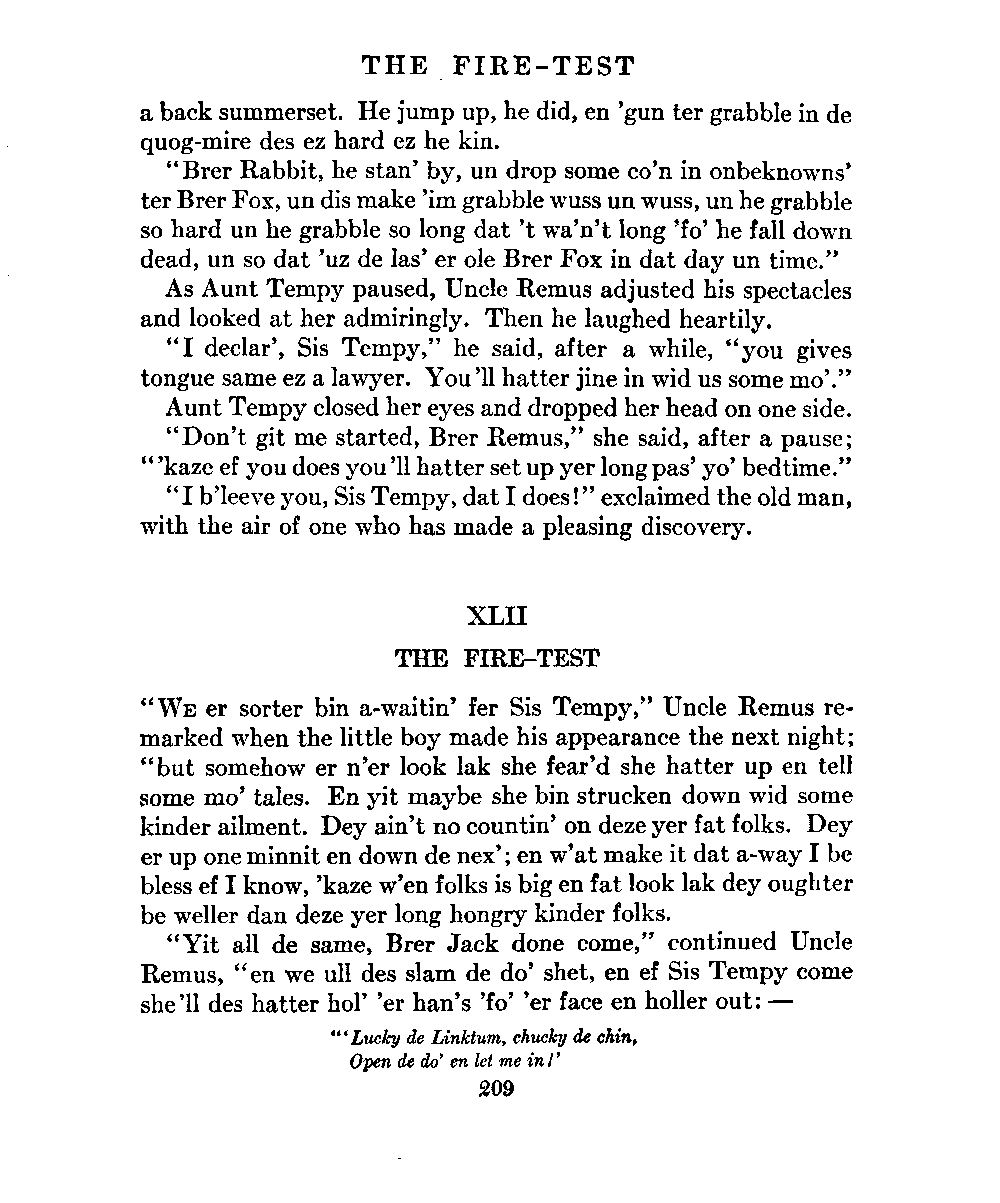 THE FIRE-TEST
a back summerset. He jump up, he did, en 'gun ter grabble in de
quog-mire des ez hard ez he kin.
"Brer Rabbit, he stan' by, un drop some co'n in onbeknowns'
ter Brer Fox, un dis make 'im grabble wuss un wuss, un he grabble
so hard un he grabble so long dat 't wa'n't long 'fo' he fall down
dead, un so dat 'uz de las' er ole Brer Fox in dat day un time."
As Aunt Tempy paused, Uncle Remus adjusted his spectacles
and looked at her admiringly. Then he laughed heartily.
"I declar', Sis Tempy," he said, after a while, "you gives
tongue same ez a lawyer. You 'll hatter jine in wid us some mo'."
Aunt Tempy closed her eyes and dropped her head on one side.
"Don't git me started, Brer Remus," she said, after a pause;
"'kaze ef you does you 'll hatter set up yer long pas' yo' bedtime."
"I b'leeve you, Sis Tempy, dat I does!" exclaimed the old man,
with the air of one who has made a pleasing discovery.
XLII
THE FIRE-TEST
"WE er sorter bin a-waitin' fer Sis Tempy," Uncle Remus re-
marked when the little boy made his appearance the next night;
"but somehow er n'er look lak she fear'd she hatter up en tell
some mo' tales. En yit maybe she bin strucken down wid some
kinder ailment. Dey ain't no countin' on deze yer fat folks. Dey
er up one minnit en down de nex'; en w'at make it dat a-way I be
bless ef I know, 'kaze w'en folks is big en fat look lak dey oughter
be weller dan deze yer long hongry kinder folks.
"Yit all de same, Brer Jack done come," continued Uncle
Remus, "en we ull des slam de do' shet, en ef Sis Tempy come
she 'll des hatter hol' 'er han's 'fo' 'er face en holler out: —
"'Lucky de Linktum, chucky de chin,
Open de do' en let me in!'
209